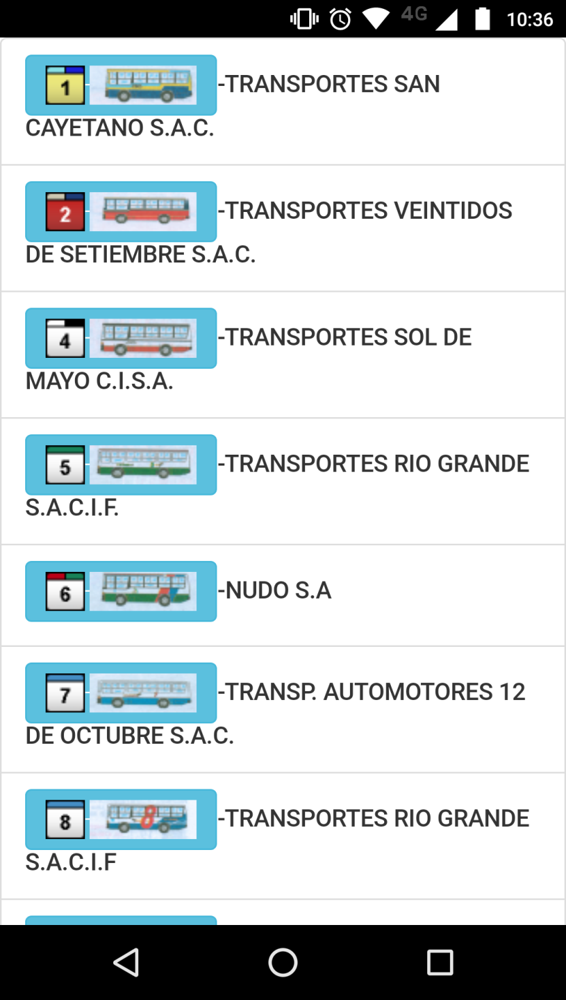 4G 10:36
1 -TRANSPORTES SAN
CAYETANO S.A.C.
2 -TRANSPORTES VEINTIDOS
DE SETIEMBRE S.A.C.
4 -TRANSPORTES SOL DE
MAYO C.I.S.A.
5 -TRANSPORTES RIO GRANDE
S.A.C.I.F.
6 -NUDO S.A
7 -TRANSP. AUTOMOTORES 12
DE OCTUBRE S.A.C.
8 8 -TRANSPORTES RIO GRANDE
S.A.C.I.F